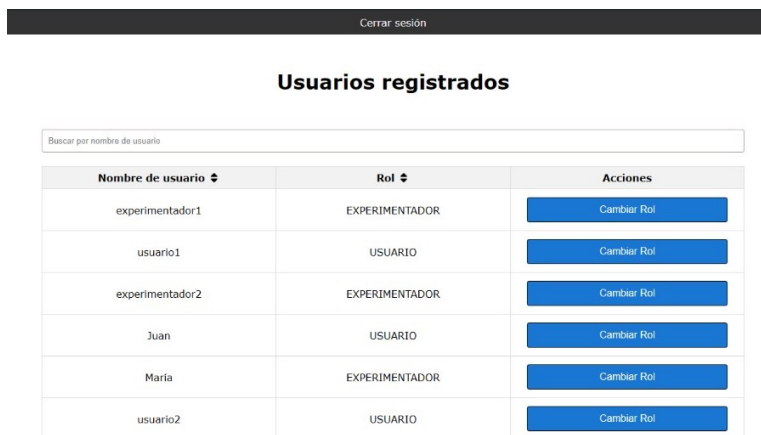 Cerrar sesión
Usuarios registrados
Buscar por nombre de usuario
Nombre de usuario Rol Acciones
experimentador1 EXPERIMENTADOR Cambiar Rol
usuario1 USUARIO Cambiar Rol
experimentador2 EXPERIMENTADOR Cambiar Rol
Juan USUARIO Cambiar Rol
María EXPERIMENTADOR Cambiar Rol
usuario2 USUARIO Cambiar Rol